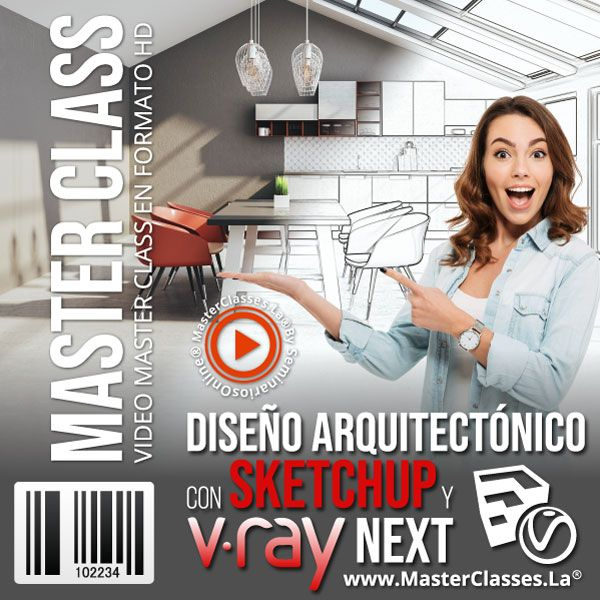 MASTER CLASS
VIDEO MASTER CLASS EN FORMATO HD
MasterClasses.La®By SeminariosOnline®
DISEÑO ARQUITECTÓNICO
CON SKETCHUP Y
v·ray NEXT
102234
www.MasterClasses.La®